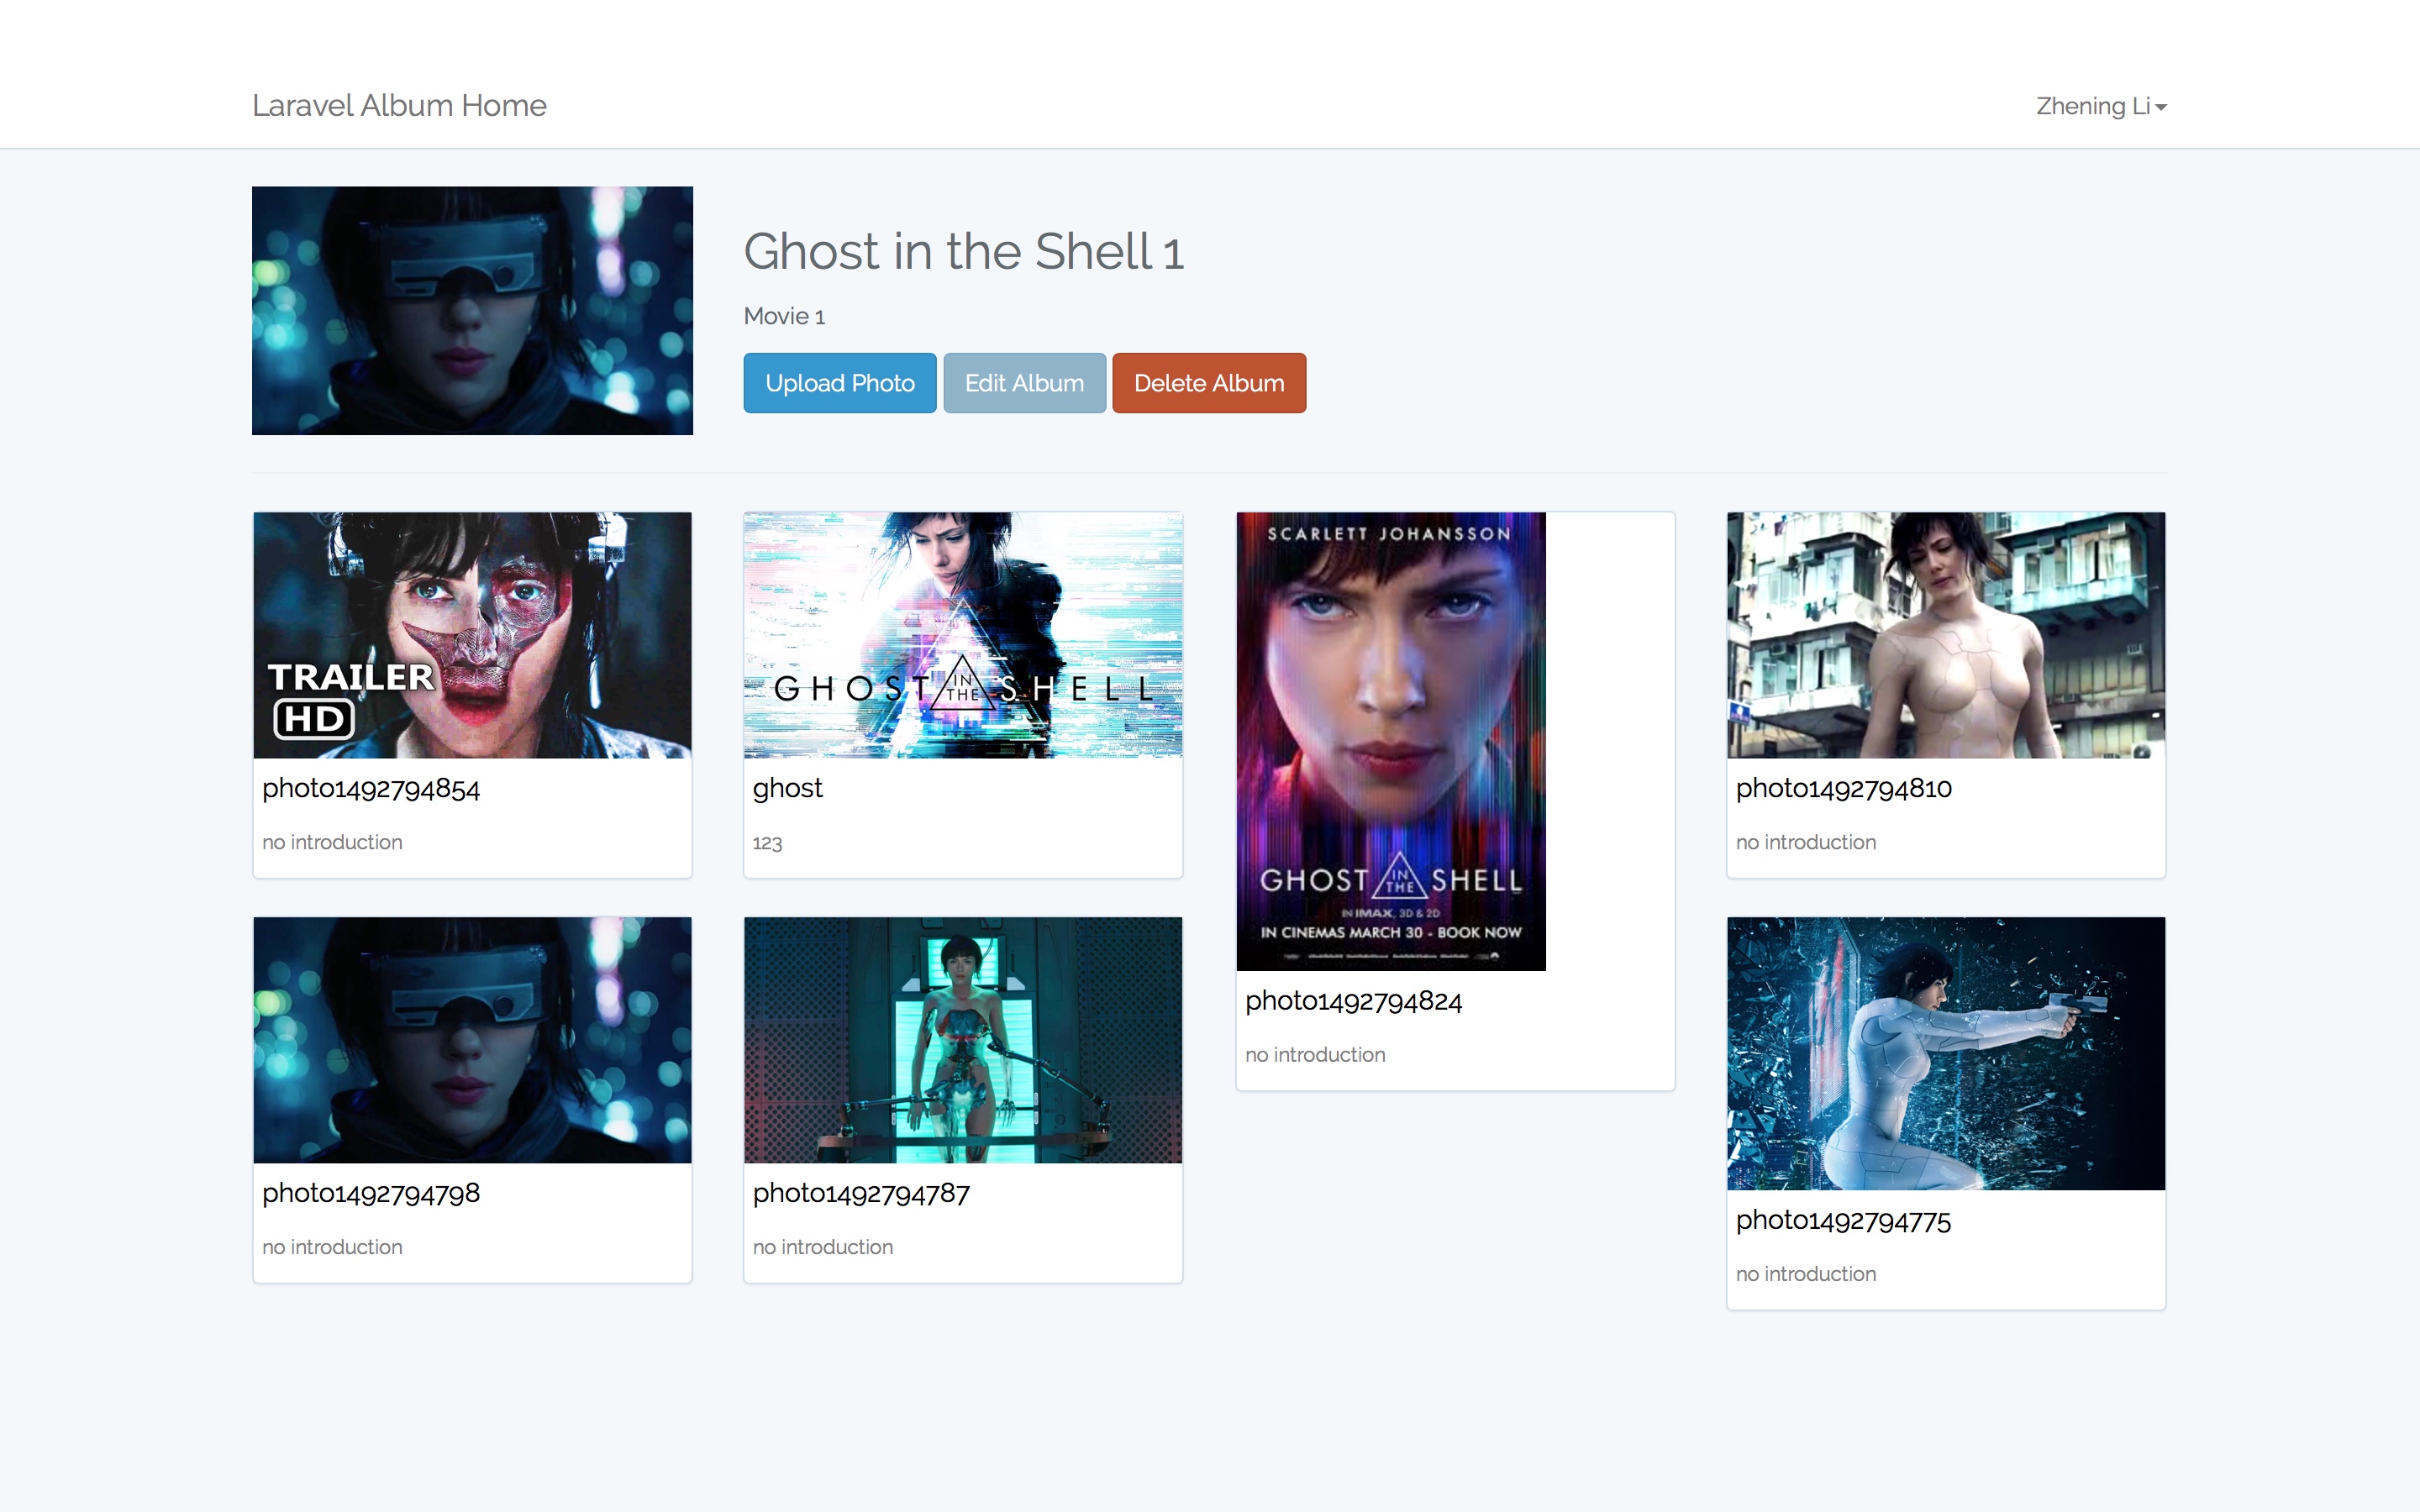 Laravel Album Home
Zhening Li
Ghost in the Shell 1
Movie 1
Upload Photo
Edit Album
Delete Album
TRAILER
HD
photo1492794854
no introduction
GHOST IN THE SHELL
ghost
123
SCARLETT JOHANSSON
GHOST IN THE SHELL
IN IMAX, 3D & 2D
IN CINEMAS MARCH 30 - BOOK NOW
photo1492794824
no introduction
photo1492794810
no introduction
photo1492794798
no introduction
photo1492794787
no introduction
photo1492794775
no introduction